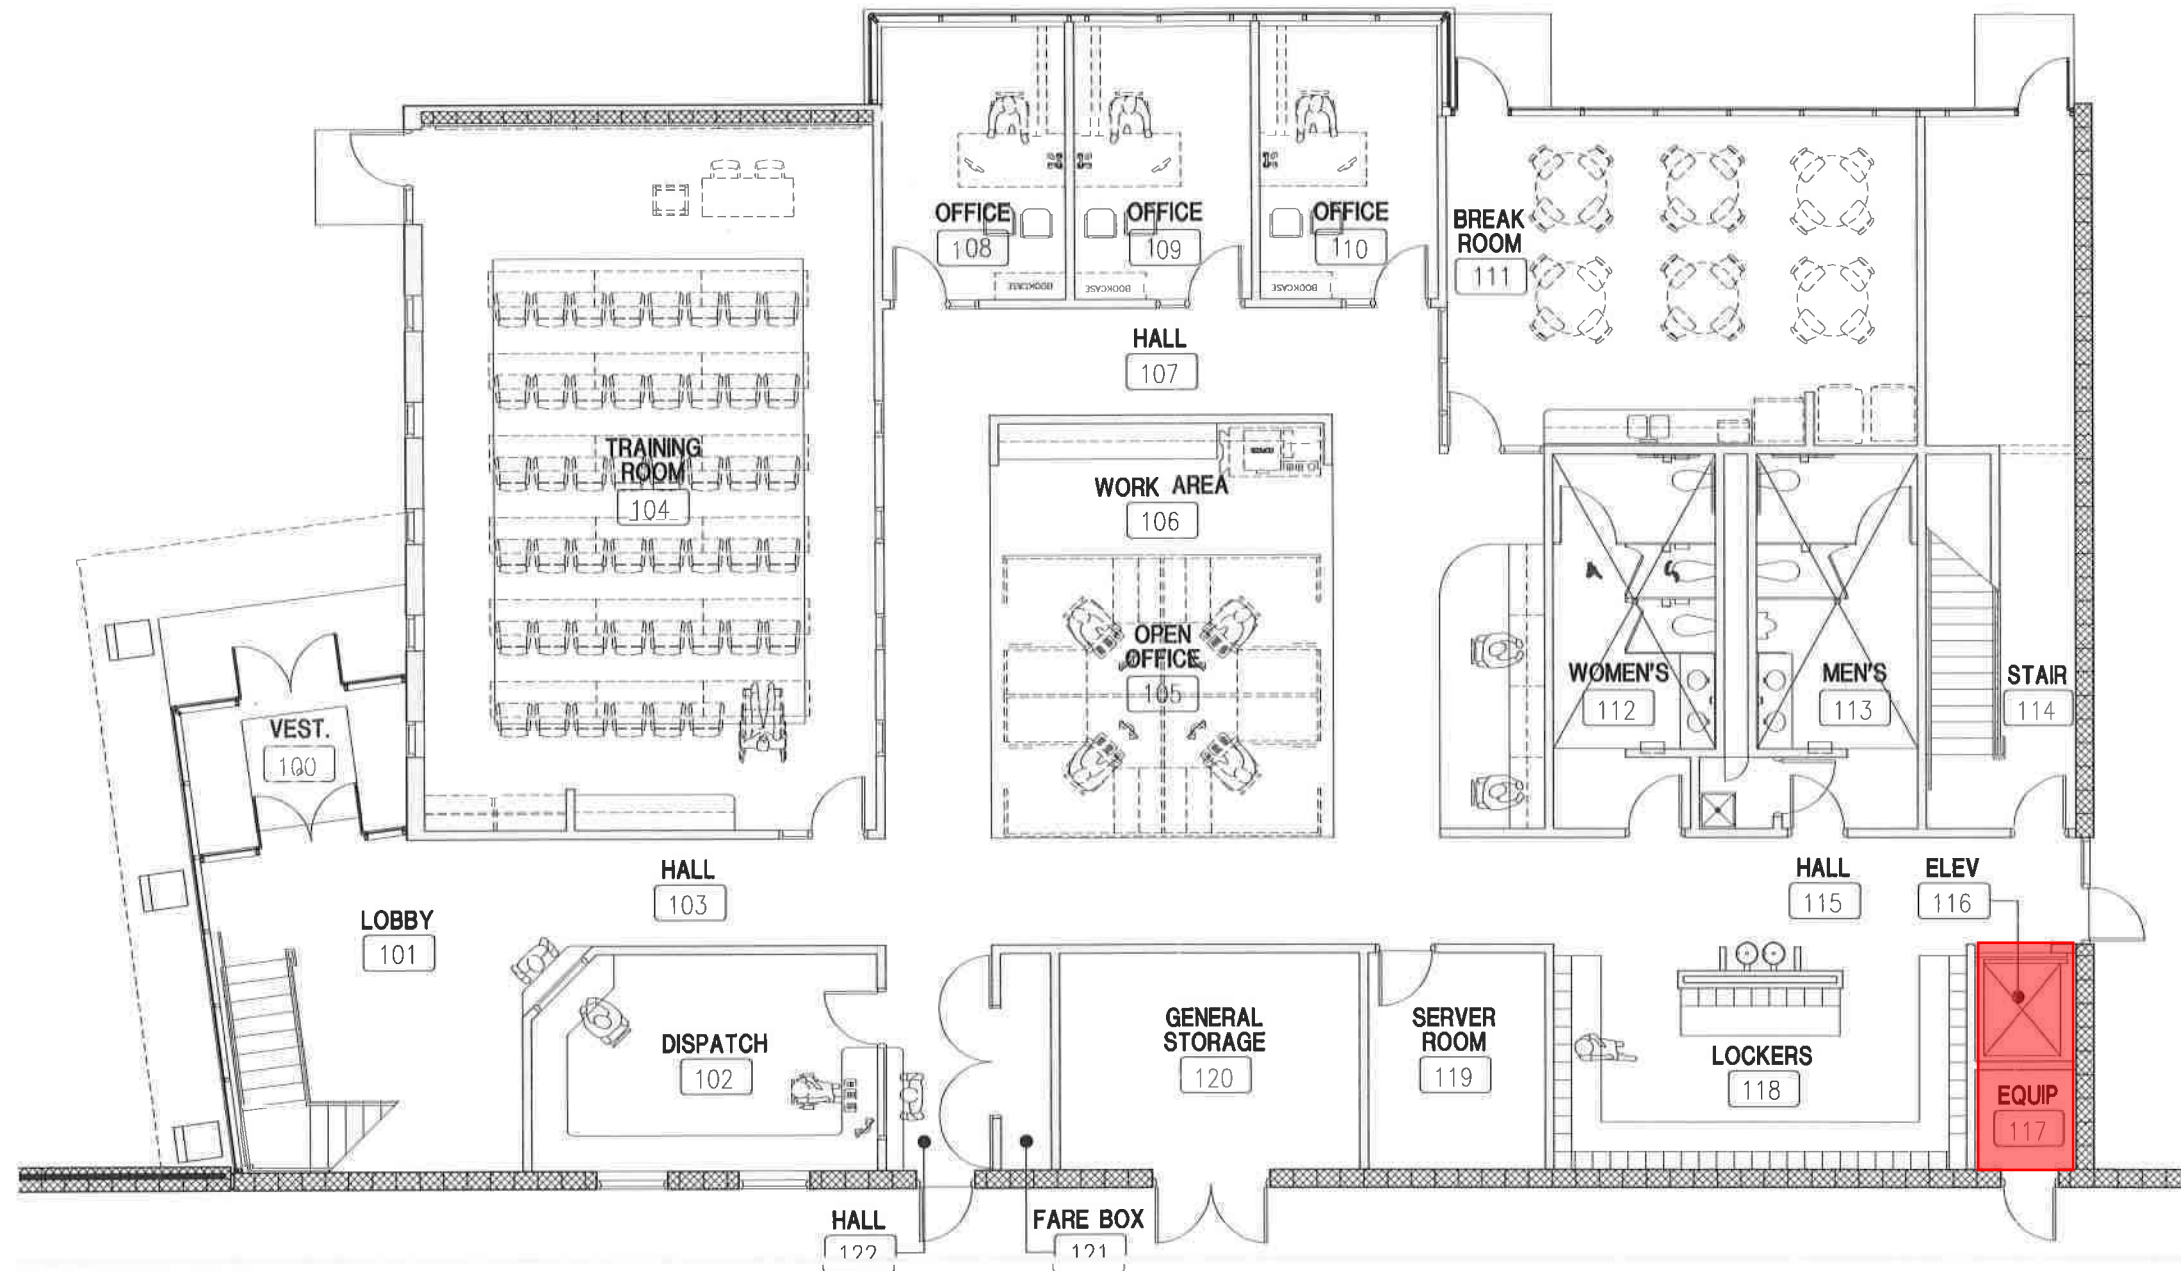 OFFICE
108
OFFICE
109
OFFICE
110
BREAK
ROOM
111
BOOKCASE
BOOKCASE
BOOKCASE
HALL
107
TRAINING
ROOM
104
WORK AREA
106
OPEN
OFFICE
105
WOMEN'S
112
MEN'S
113
STAIR
114
VEST.
100
HALL
103
LOBBY
101
HALL
115
ELEV
116
DISPATCH
102
GENERAL
STORAGE
120
SERVER
ROOM
119
LOCKERS
118
EQUIP
117
HALL
122
FARE BOX
121